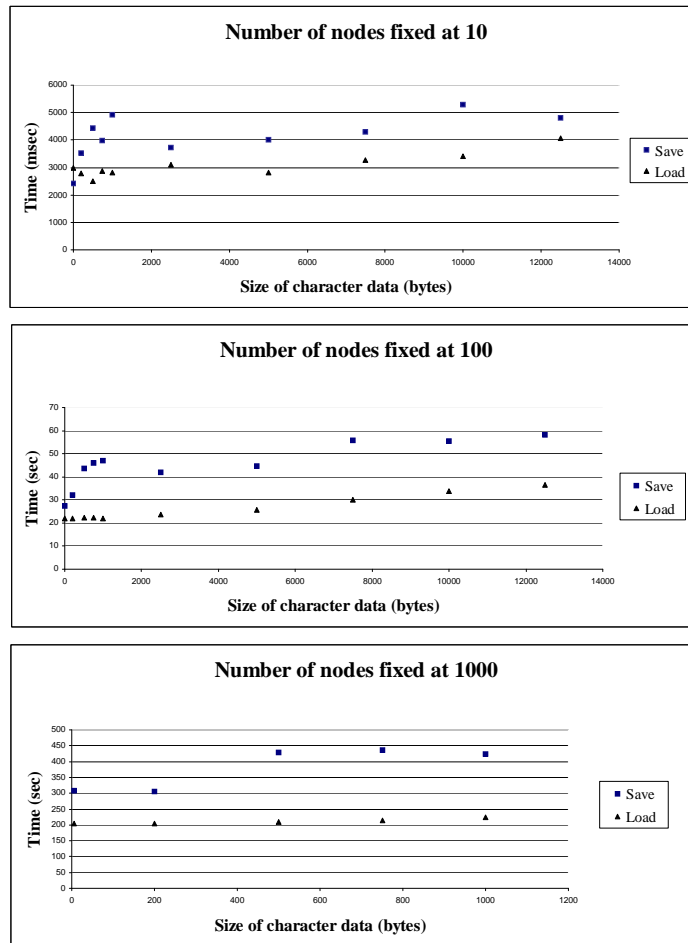 Number of nodes fixed at 10
6000
5000
4000
3000
2000
1000
0
Time (msec)
0 2000 4000 6000 8000 10000 12000 14000
Size of character data (bytes)
Save
Load
Number of nodes fixed at 100
70
60
50
40
30
20
10
0
Time (sec)
0 2000 4000 6000 8000 10000 12000 14000
Size of character data (bytes)
Save
Load
Number of nodes fixed at 1000
500
450
400
350
300
250
200
150
100
50
0
Time (sec)
0 200 400 600 800 1000 1200
Size of character data (bytes)
Save
Load